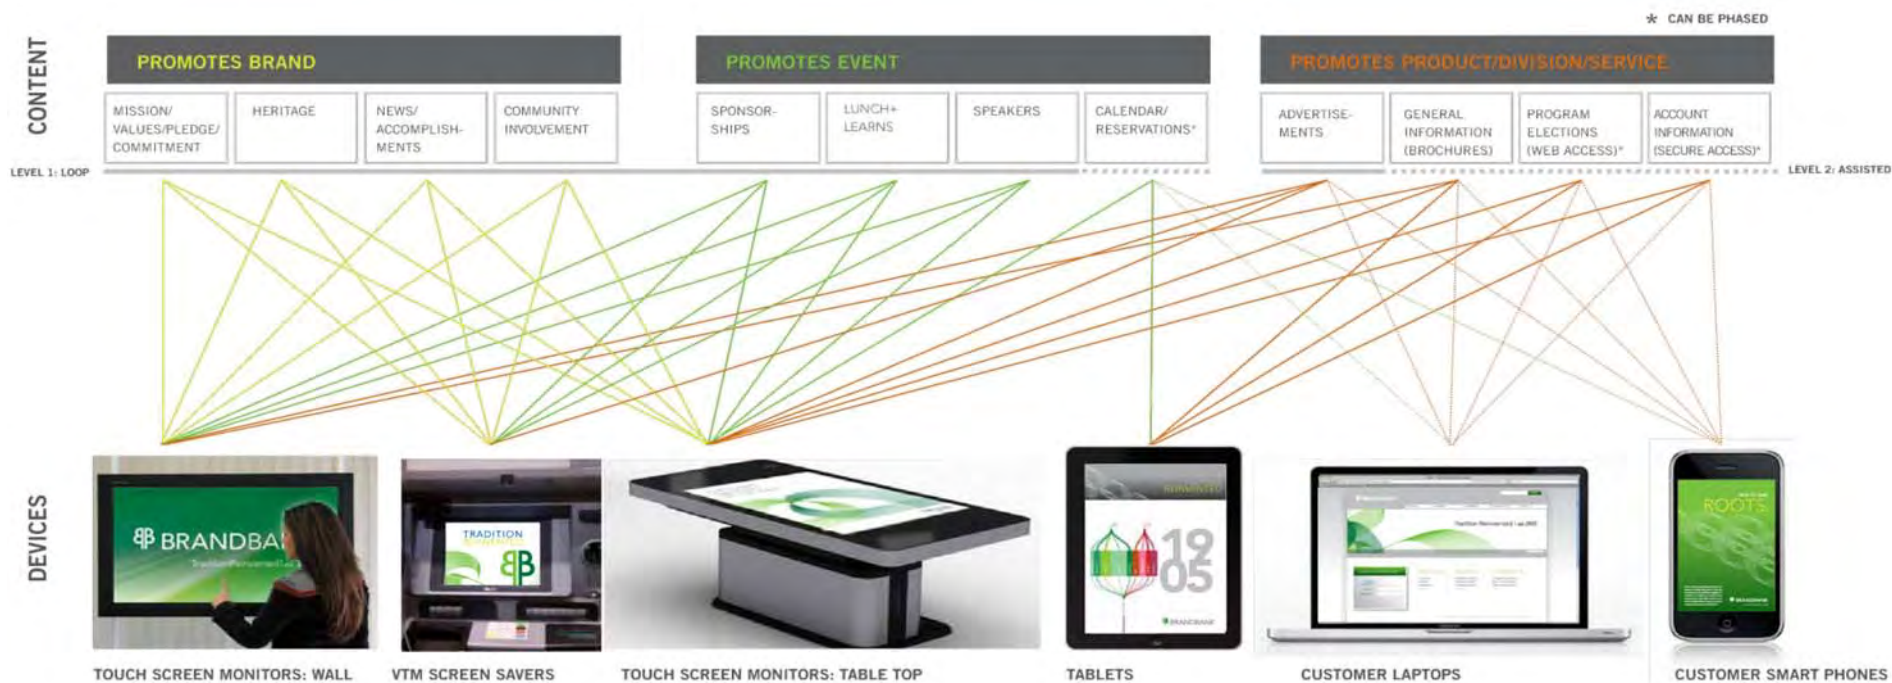 * CAN BE PHASED
CONTENT
PROMOTES BRAND
PROMOTES EVENT
PROMOTES PRODUCT/DIVISION/SERVICE
MISSION/
VALUES/PLEDGE/
COMMITMENT
HERITAGE
NEWS/
ACCOMPLISH-
MENTS
COMMUNITY
INVOLVEMENT
SPONSOR-
SHIPS
LUNCH+
LEARNS
SPEAKERS
CALENDAR/
RESERVATIONS*
ADVERTISE-
MENTS
GENERAL
INFORMATION
(BROCHURES)
PROGRAM
ELECTIONS
(WEB ACCESS)*
ACCOUNT
INFORMATION
(SECURE ACCESS)*
LEVEL 1: LOOP
LEVEL 2: ASSISTED
DEVICES
BRANDBA
TRADITION
19
05
BRANDBANK
ROOTS
TOUCH SCREEN MONITORS: WALL
VTM SCREEN SAVERS
TOUCH SCREEN MONITORS: TABLE TOP
TABLETS
CUSTOMER LAPTOPS
CUSTOMER SMART PHONES